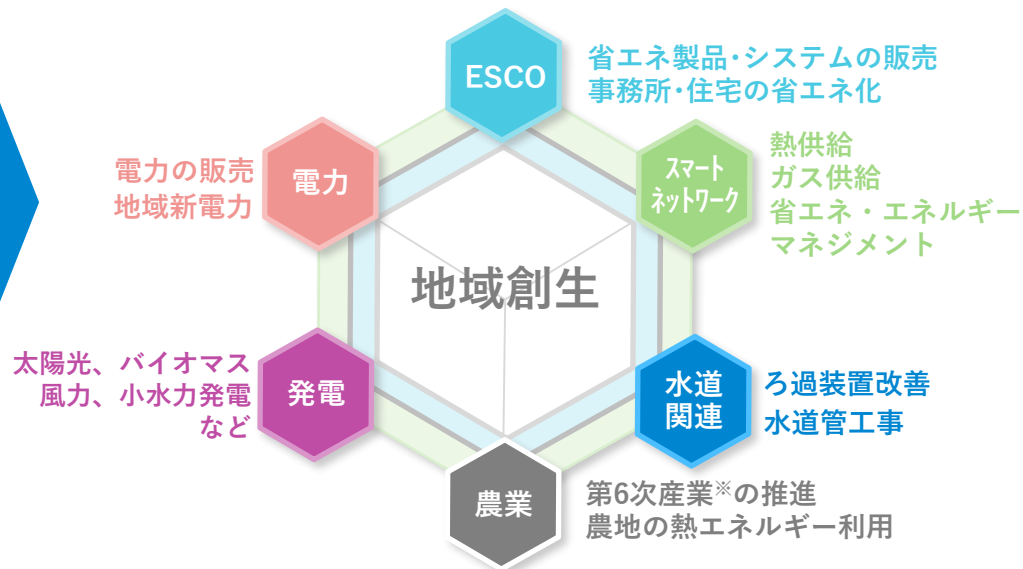 ESCO
省エネ製品･システムの販売
事務所･住宅の省エネ化
電力
電力の販売
地域新電力
ｽﾏｰﾄ
ﾈｯﾄﾜｰｸ
熱供給
ガス供給
省エネ・エネルギー
マネジメント
地域創生
発電
太陽光、バイオマス
風力、小水力発電
など
水道
関連
ろ過装置改善
水道管工事
農業
第6次産業※の推進
農地の熱エネルギー利用